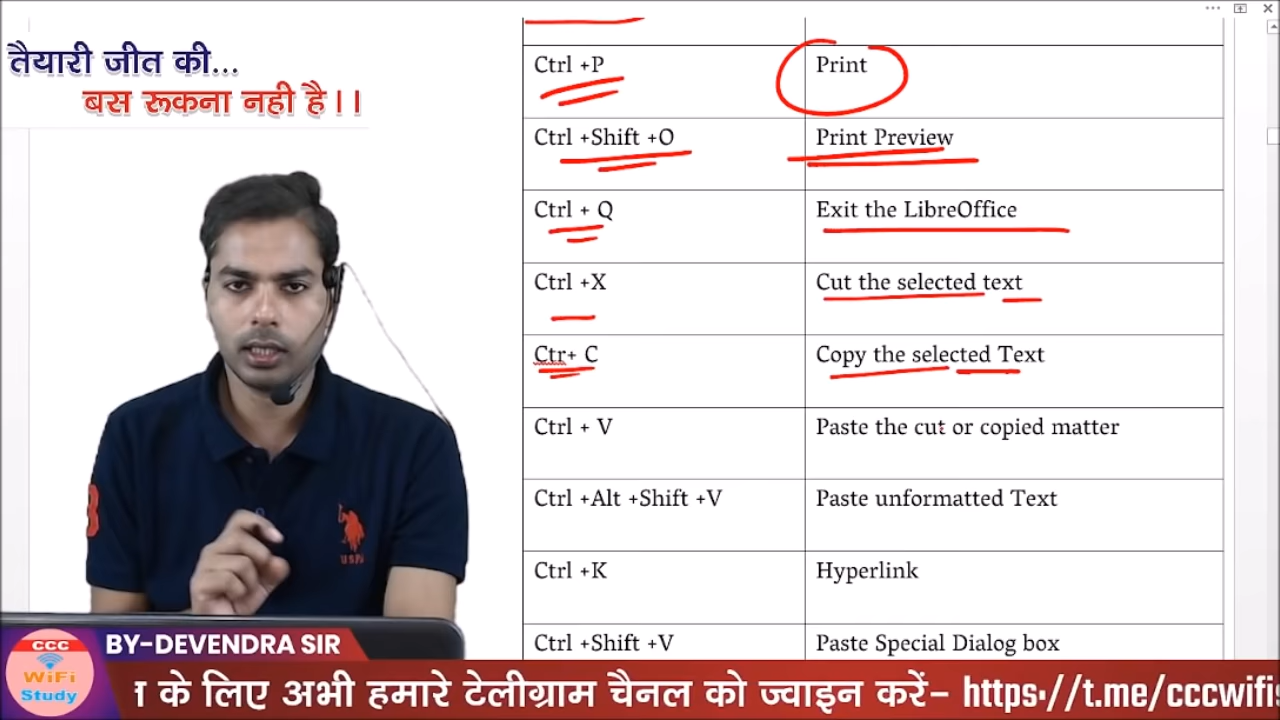 तैयारी जीत की...
बस रूकना नही है।।
Ctrl +P Print
Ctrl +Shift +O Print Preview
Ctrl + Q Exit the LibreOffice
Ctrl +X Cut the selected text
Ctr+ C Copy the selected Text
Ctrl + V Paste the cut or copied matter
Ctrl +Alt +Shift +V Paste unformatted Text
Ctrl +K Hyperlink
Ctrl +Shift +V Paste Special Dialog box
USPA
CCC
WiFi
Study
BY-DEVENDRA SIR
के लिए अभी हमारे टेलीग्राम चैनल को ज्वाइन करें- https://t.me/cccwifis